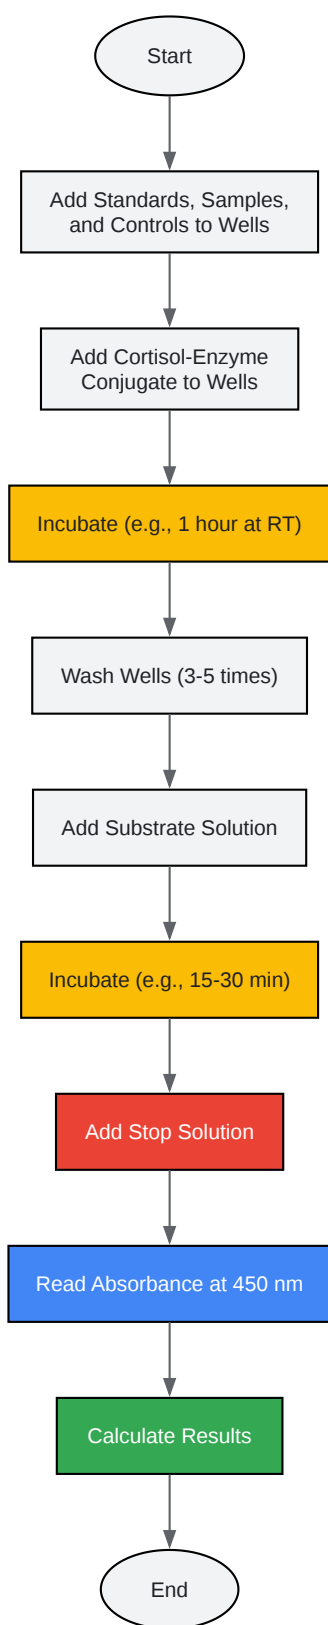 Start
Add Standards, Samples,
and Controls to Wells
Add Cortisol-Enzyme
Conjugate to Wells
Incubate (e.g., 1 hour at RT)
Wash Wells (3-5 times)
Add Substrate Solution
Incubate (e.g., 15-30 min)
Add Stop Solution
Read Absorbance at 450 nm
Calculate Results
End